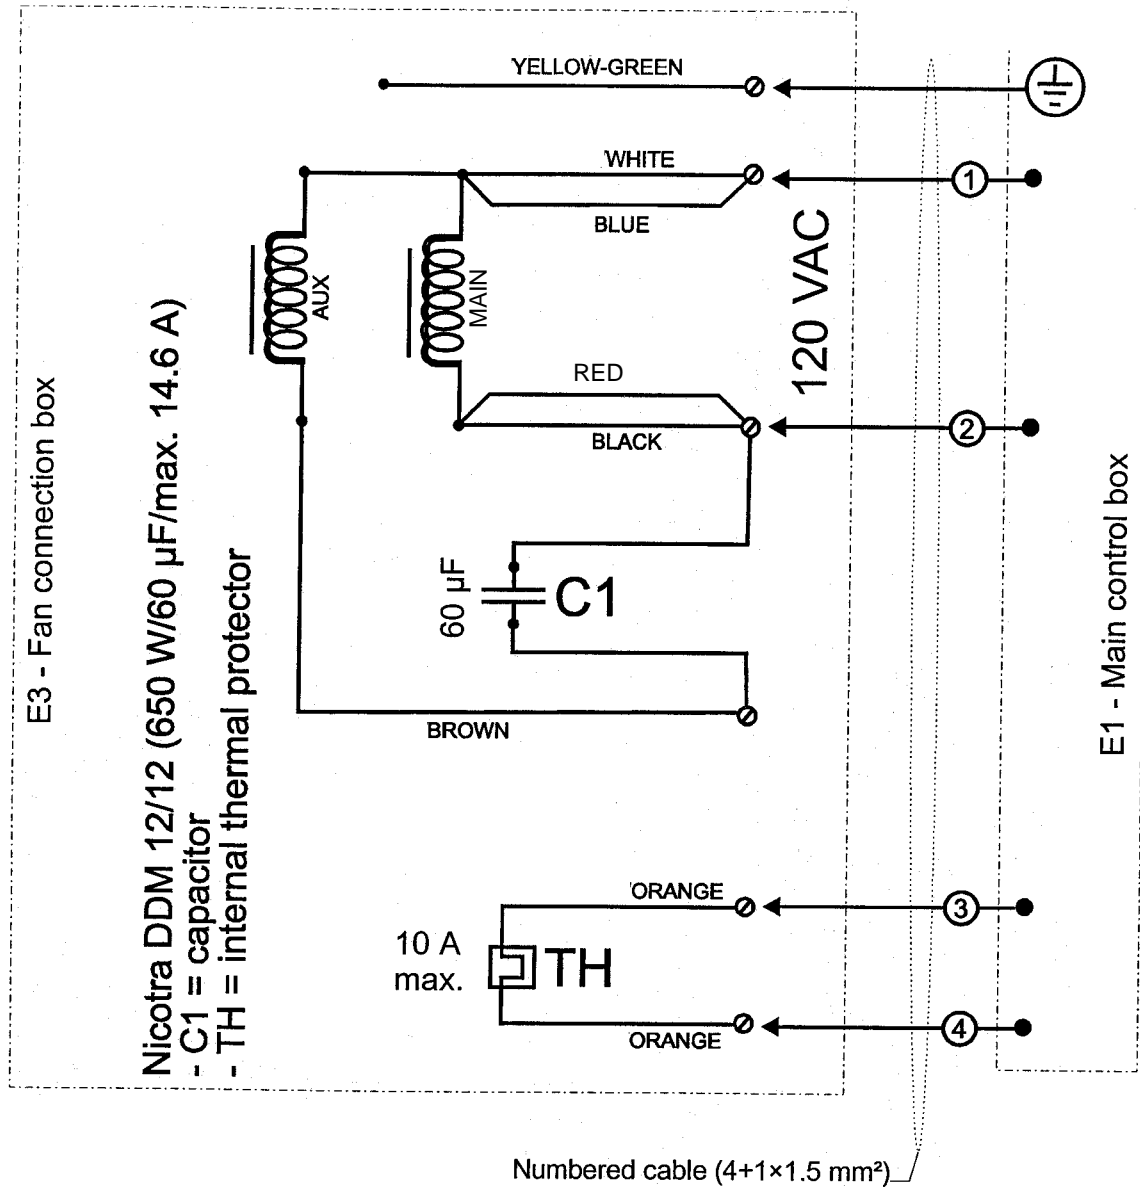 YELLOW-GREEN
WHITE
1
BLUE
120 VAC
AUX
MAIN
RED
2
BLACK
E3 - Fan connection box
Nicotra DDM 12/12 (650 W/60 µF/max. 14.6 A)
- C1 = capacitor
- TH = internal thermal protector
60 µF
C1
E1 - Main control box
BROWN
ORANGE
3
10 A
max.
TH
4
ORANGE
Numbered cable (4+1×1.5 mm²)